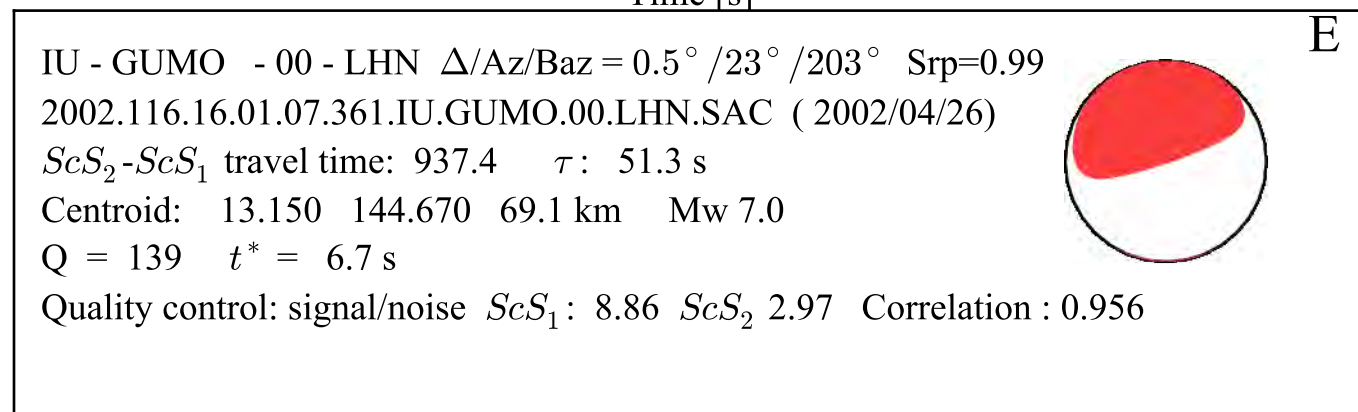 Time [s]
E
IU - GUMO - 00 - LHN Δ/Az/Baz = 0.5° /23° /203° Srp=0.99
2002.116.16.01.07.361.IU.GUMO.00.LHN.SAC ( 2002/04/26)
ScS₂-ScS₁ travel time: 937.4 τ : 51.3 s
Centroid: 13.150 144.670 69.1 km Mw 7.0
Q = 139 t* = 6.7 s
Quality control: signal/noise ScS₁ : 8.86 ScS₂ 2.97 Correlation : 0.956